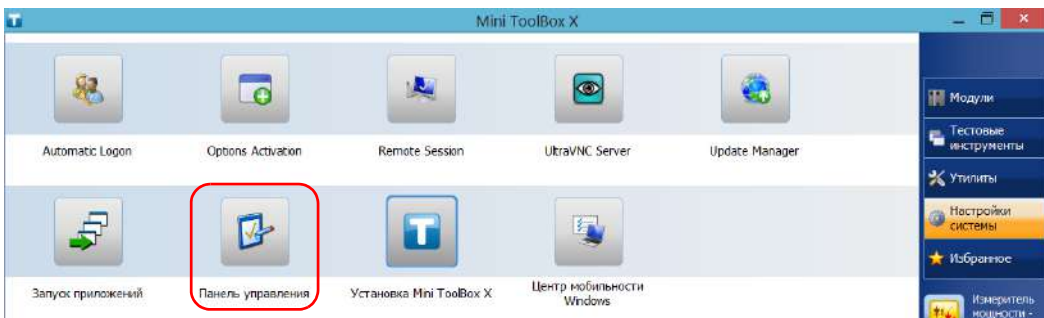 Mini ToolBox X
Automatic Logon
Options Activation
Remote Session
UltraVNC Server
Update Manager
Запуск приложений
Панель управления
Установка Mini ToolBox X
Центр мобильности
Windows
Модули
Тестовые
инструменты
Утилиты
Настройки
системы
Избранное
Измеритель
мощности -